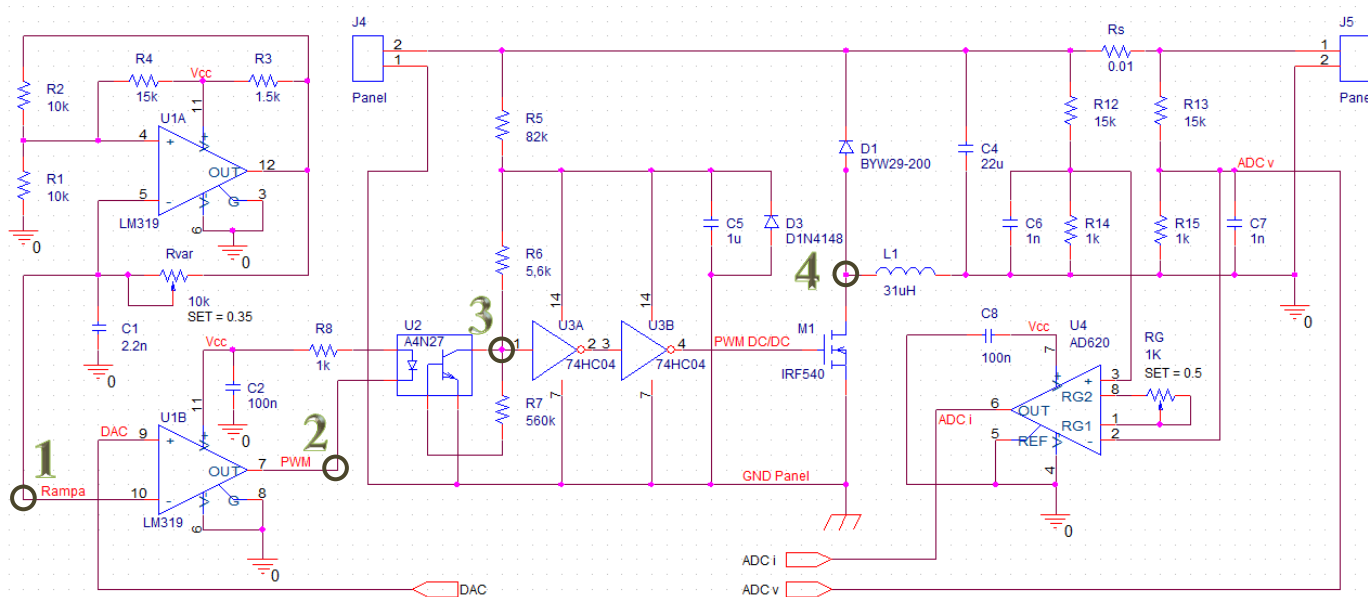 J4
J5
2
1
Panel
Rs
0.01
1
2
Panel
R4
15k
Vcc
R3
1.5k
R2
10k
U1A
11
4
+
OUT
12
5
-
G
3
6
LM319
0
R1
10k
0
R5
82k
D1
BYW29-200
C4
22u
R12
15k
R13
15k
ADC v
Rvar
10k
SET = 0.35
C1
2.2n
0
R6
5,6k
C5
1u
D3
D1N4148
C6
1n
R14
1k
R15
1k
C7
1n
L1
31uH
4
0
Vcc
R8
1k
U2
A4N27
3
14
U3A
1
2
74HC04
7
14
U3B
3
4
74HC04
7
PWM DC/DC
M1
IRF540
C8
100n
Vcc
7
U4
AD620
RG
1K
SET = 0.5
C2
100n
0
R7
560k
6
OUT
ADC i
5
REF
+
3
RG2
8
RG1
1
-
2
4
0
U1B
11
DAC
9
+
OUT
7
PWM
2
1
Rampa
10
-
G
8
6
LM319
0
GND Panel
ADC i
ADC v
DAC